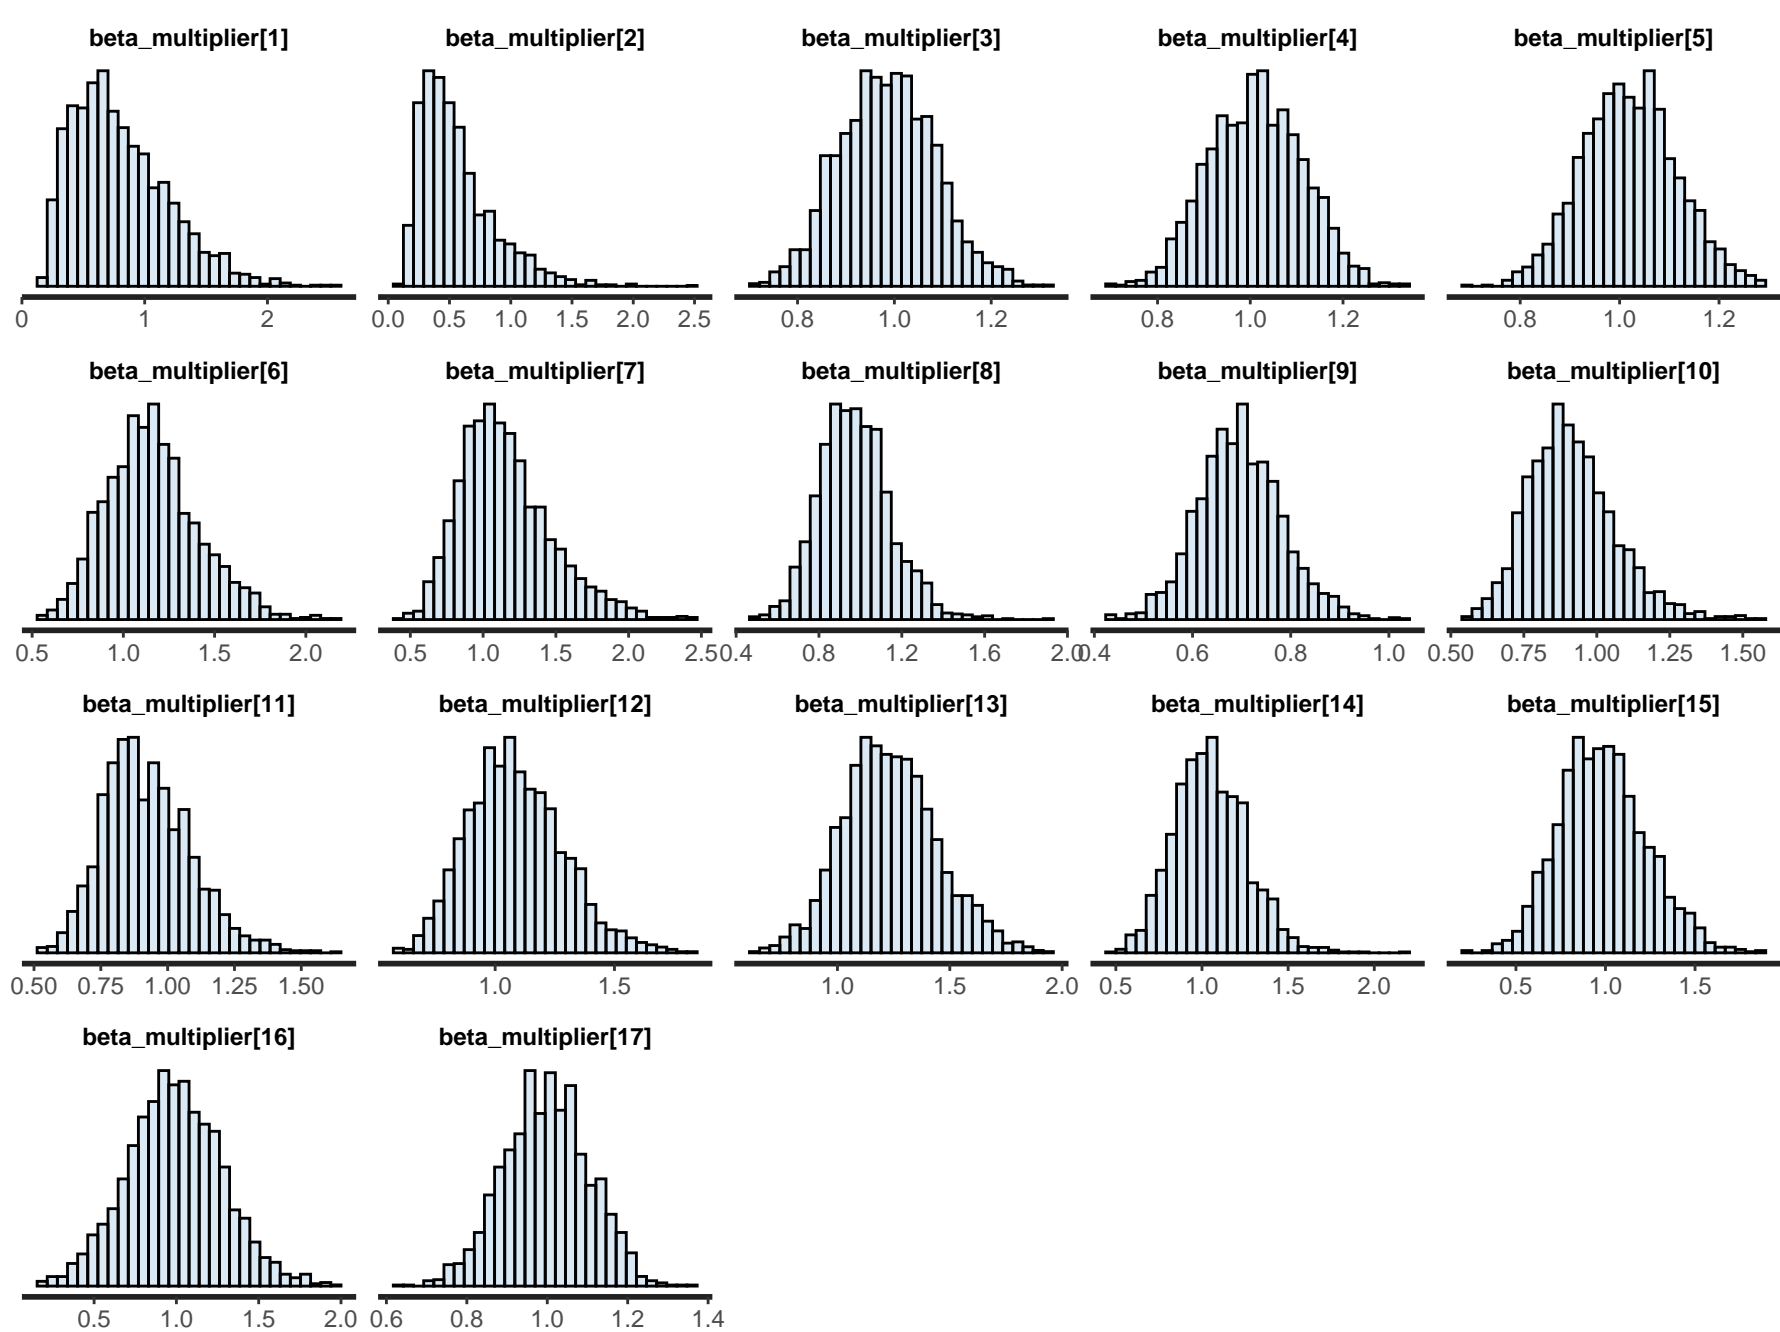 beta_multiplier[1] beta_multiplier[2] beta_multiplier[3] beta_multiplier[4] beta_multiplier[5]
0 1 2 0.0 0.5 1.0 1.5 2.0 2.5 0.8 1.0 1.2 0.8 1.0 1.2 0.8 1.0 1.2
beta_multiplier[6] beta_multiplier[7] beta_multiplier[8] beta_multiplier[9] beta_multiplier[10]
0.5 1.0 1.5 2.0 0.5 1.0 1.5 2.0 2.5 0.4 0.8 1.2 1.6 2.0 0.4 0.6 0.8 1.0 0.50 0.75 1.00 1.25 1.50
beta_multiplier[11] beta_multiplier[12] beta_multiplier[13] beta_multiplier[14] beta_multiplier[15]
0.50 0.75 1.00 1.25 1.50 1.0 1.5 1.0 1.5 2.0 0.5 1.0 1.5 2.0 0.5 1.0 1.5
beta_multiplier[16] beta_multiplier[17]
0.5 1.0 1.5 2.0 0.6 0.8 1.0 1.2 1.4